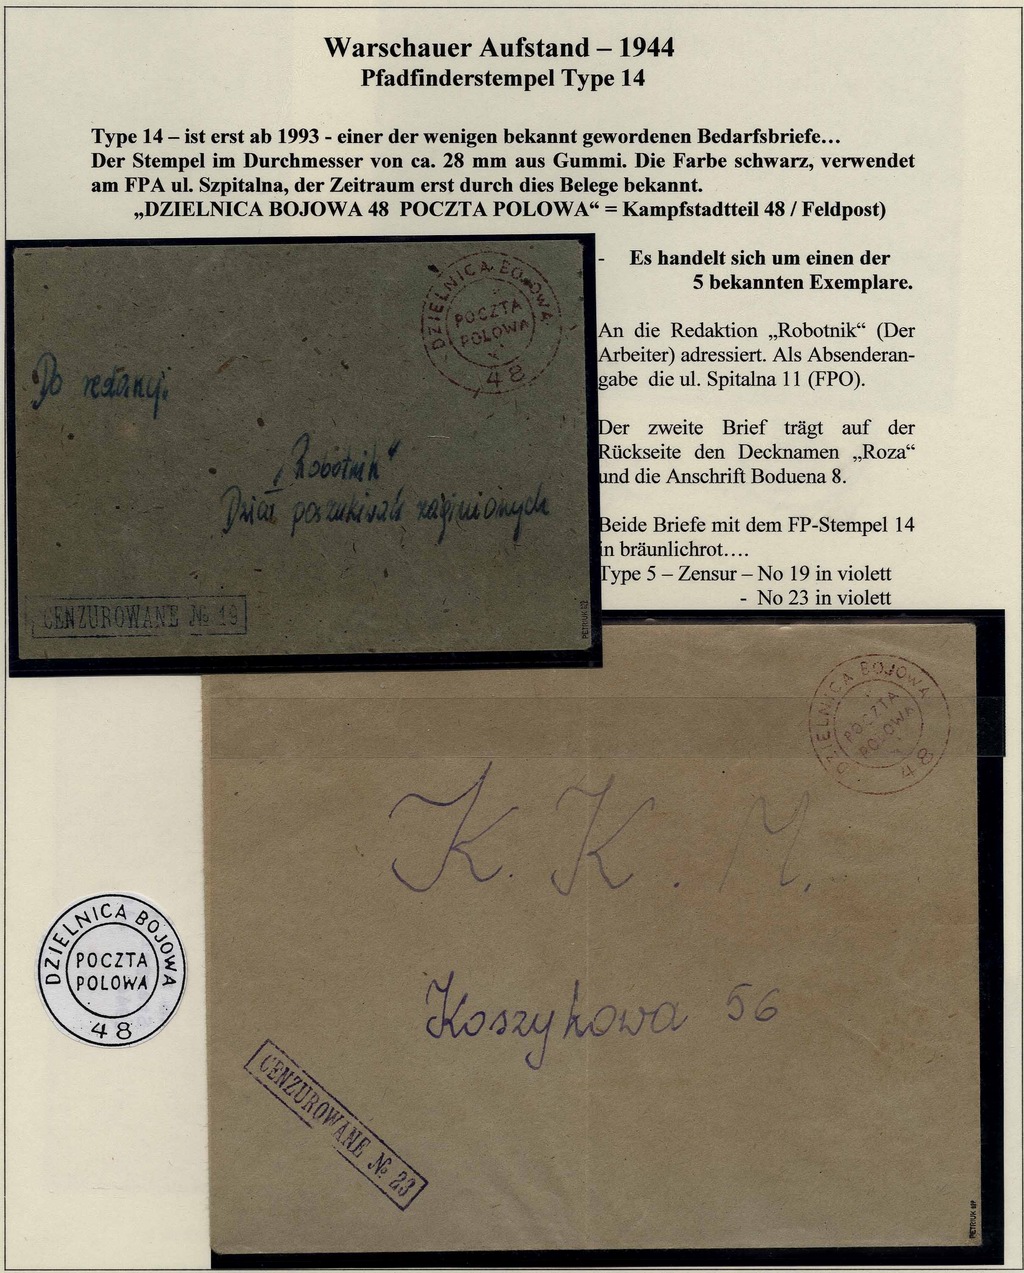 Warschauer Aufstand – 1944
Pfadfinderstempel Type 14
Type 14 – ist erst ab 1993 - einer der wenigen bekannt gewordenen Bedarfsbriefe…
Der Stempel im Durchmesser von ca. 28 mm aus Gummi. Die Farbe schwarz, verwendet
am FPA ul. Szpitalna, der Zeitraum erst durch dies Belege bekannt.
„DZIELNICA BOJOWA 48 POCZTA POLOWA“ = Kampfstadtteil 48 / Feldpost)
- Es handelt sich um einen der
5 bekannten Exemplare.
An die Redaktion „Robotnik“ (Der
Arbeiter) adressiert. Als Absenderan-
gabe die ul. Spitalna 11 (FPO).
Der zweite Brief trägt auf der
Rückseite den Decknamen „Roza“
und die Anschrift Boduena 8.
Beide Briefe mit dem FP-Stempel 14
in bräunlichrot….
Type 5 – Zensur – No 19 in violett
- No 23 in violett
DZIELNICA BOJOWA
POCZTA
POLOWA
48
Do
„Robotnik“
Dział poszukiwań zaginionych
CENZUROWANE № 19
PETRIUK
DZIELNICA BOJOWA
POCZTA
POLOWA
48
K. K. M.
Koszykowa 56
CENZUROWANE № 23
PETRIUK
DZIELNICA BOJOWA
POCZTA
POLOWA
48